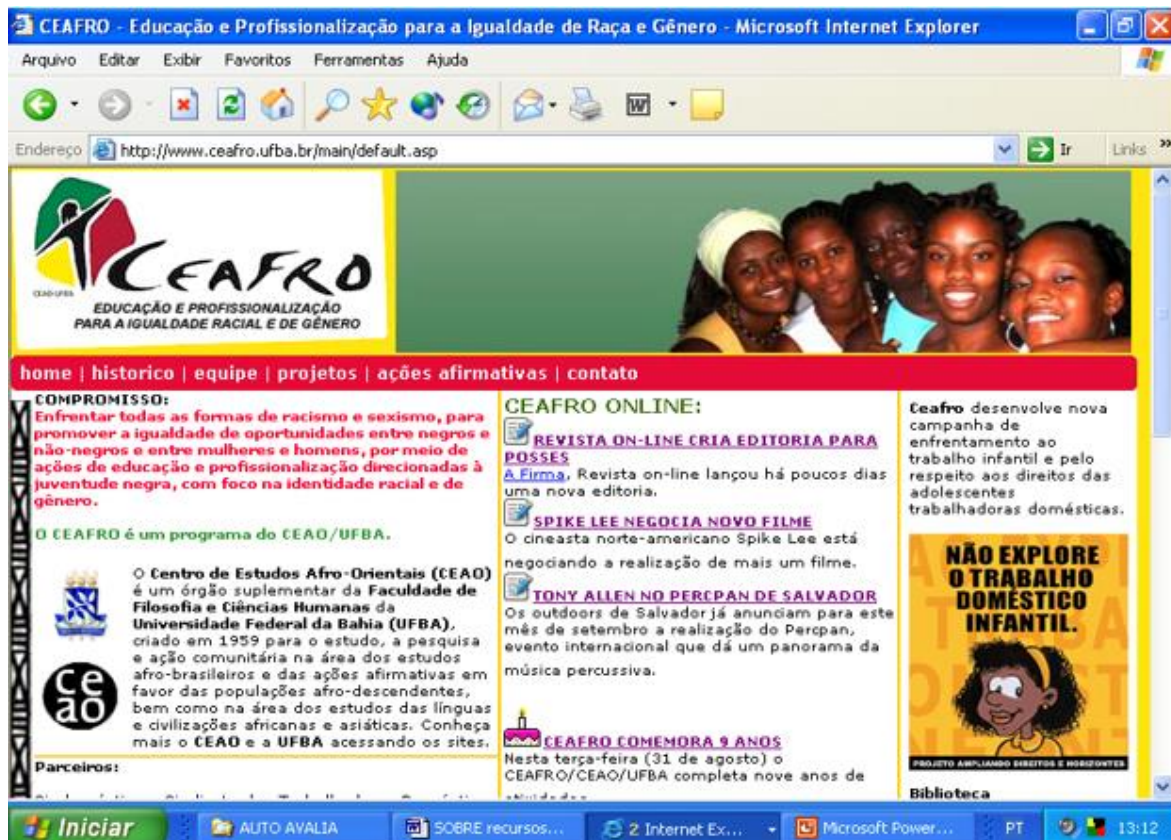 CEAFRO - Educação e Profissionalização para a Igualdade de Raça e Gênero - Microsoft Internet Explorer
Arquivo Editar Exibir Favoritos Ferramentas Ajuda
Endereço http://www.ceafro.ufba.br/main/default.asp Ir Links »
CEAO-UFBA
CEAFRO
EDUCAÇÃO E PROFISSIONALIZAÇÃO
PARA A IGUALDADE RACIAL E DE GÊNERO
home | historico | equipe | projetos | ações afirmativas | contato
COMPROMISSO:
Enfrentar todas as formas de racismo e sexismo, para
promover a igualdade de oportunidades entre negros e
não-negros e entre mulheres e homens, por meio de
ações de educação e profissionalização direcionadas à
juventude negra, com foco na identidade racial e de
gênero.
O CEAFRO é um programa do CEAO/UFBA.
ceao
O Centro de Estudos Afro-Orientais (CEAO)
é um órgão suplementar da Faculdade de
Filosofia e Ciências Humanas da
Universidade Federal da Bahia (UFBA),
criado em 1959 para o estudo, a pesquisa
e ação comunitária na área dos estudos
afro-brasileiros e das ações afirmativas em
favor das populações afro-descendentes,
bem como na área dos estudos das línguas
e civilizações africanas e asiáticas. Conheça
mais o CEAO e a UFBA acessando os sites.
Parceiros:
CEAFRO ONLINE:
REVISTA ON-LINE CRIA EDITORIA PARA
POSSES
A Firma, Revista on-line lançou há poucos dias
uma nova editoria.
SPIKE LEE NEGOCIA NOVO FILME
O cineasta norte-americano Spike Lee está
negociando a realização de mais um filme.
TONY ALLEN NO PERCPAN DE SALVADOR
Os outdoors de Salvador já anunciam para este
mês de setembro a realização do Percpan,
evento internacional que dá um panorama da
música percussiva.
CEAFRO COMEMORA 9 ANOS
Nesta terça-feira (31 de agosto) o
CEAFRO/CEAO/UFBA completa nove anos de
Ceafro desenvolve nova
campanha de
enfrentamento ao
trabalho infantil e pelo
respeito aos direitos das
adolescentes
trabalhadoras domésticas.
NÃO EXPLORE
O TRABALHO
DOMÉSTICO
INFANTIL.
PROJETO AMPLIANDO DIREITOS E HORIZONTES
Biblioteca
Iniciar AUTO AVALIA SOBRE recursos... 2 Internet Ex... Microsoft Power... PT 13:12